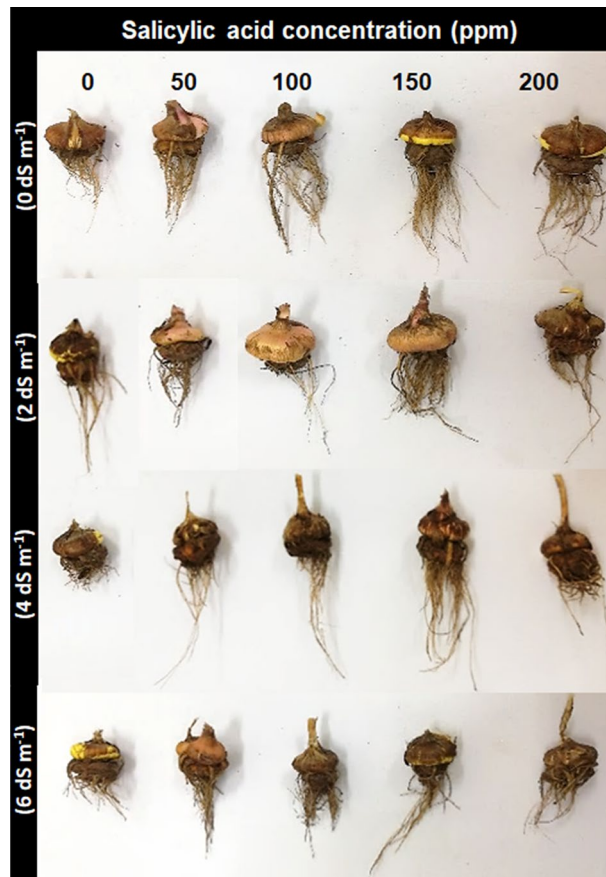 Salicylic acid concentration (ppm)
0 50 100 150 200
(0 dS m⁻¹)
(2 dS m⁻¹)
(4 dS m⁻¹)
(6 dS m⁻¹)